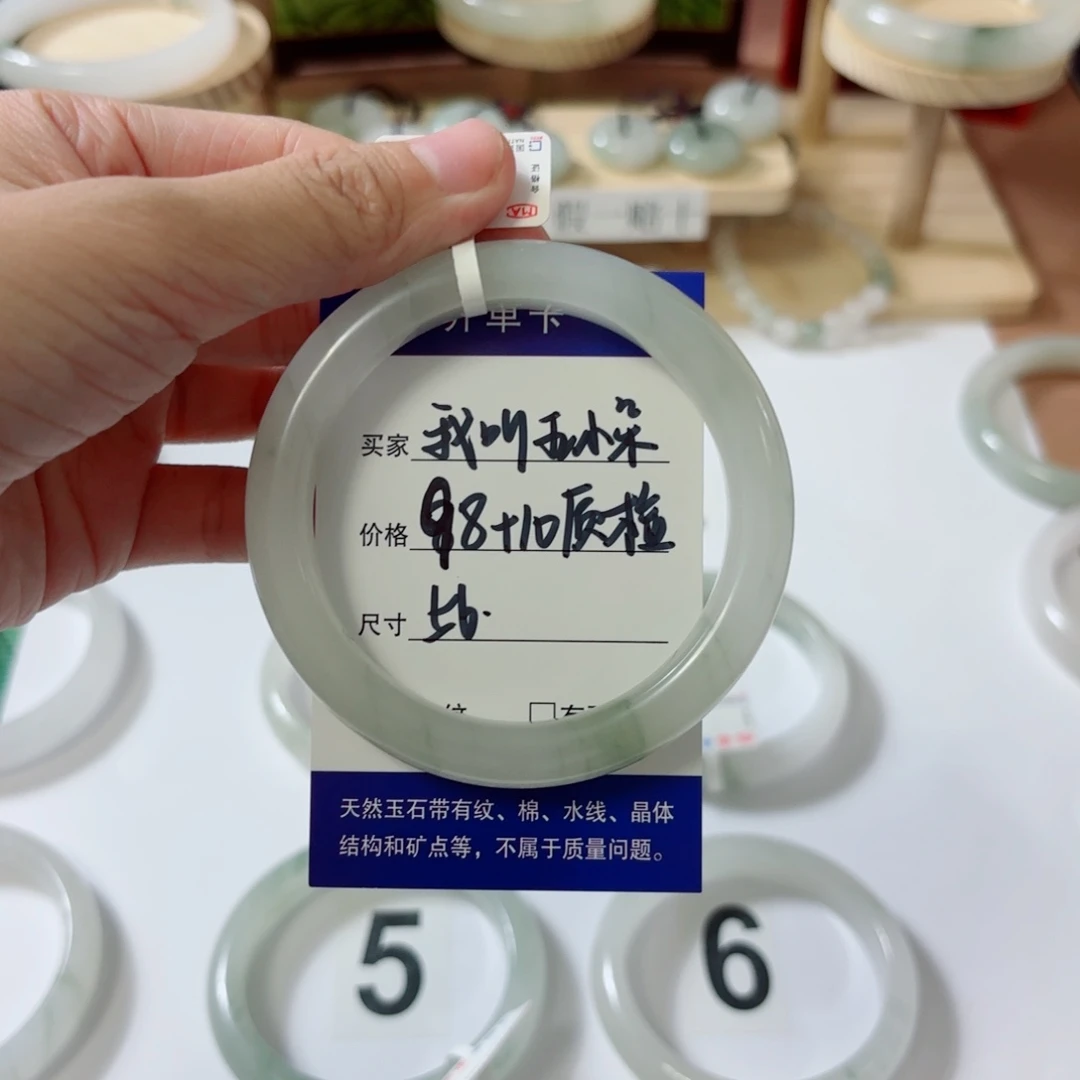 开单卡
买家 我叫玉小朵
价格 98+10质检
尺寸 56.
纹 □有
天然玉石带有纹、棉、水线、晶体
结构和矿点等，不属于质量问题。
5
6